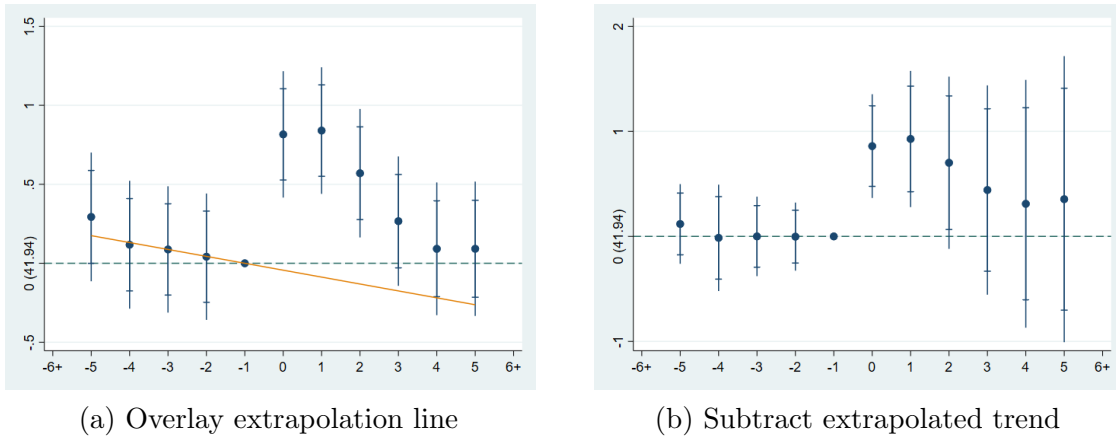 1.5
1
.5
0 (41.94)
-.5
-6+ -5 -4 -3 -2 -1 0 1 2 3 4 5 6+
(a) Overlay extrapolation line
2
1
0 (41.94)
-1
-6+ -5 -4 -3 -2 -1 0 1 2 3 4 5 6+
(b) Subtract extrapolated trend